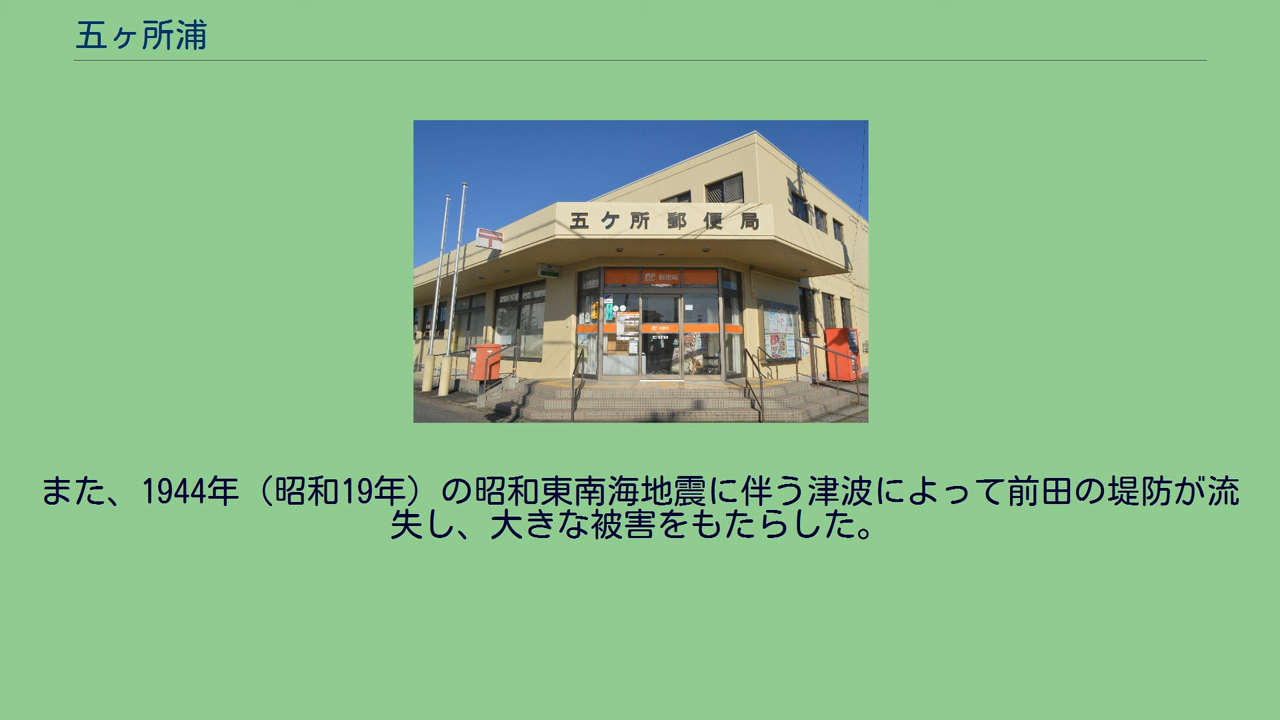 五ヶ所浦
五ケ所郵便局
郵便局
また、1944年（昭和19年）の昭和東南海地震に伴う津波によって前田の堤防が流
失し、大きな被害をもたらした。